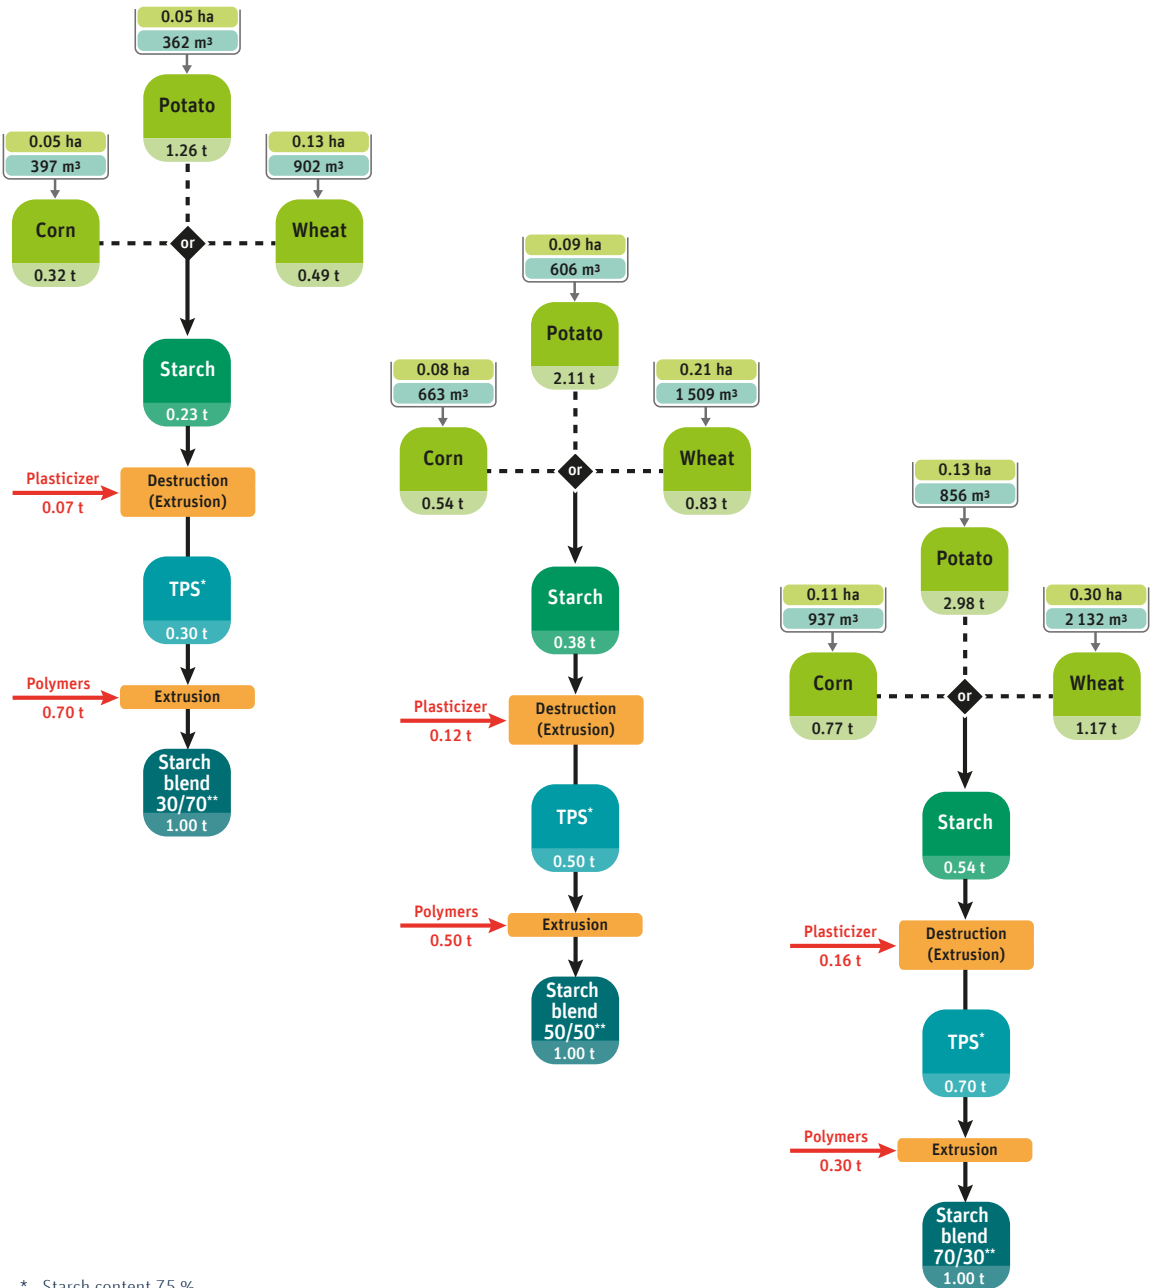 0.05 ha
362 m³
Potato
1.26 t
0.05 ha
397 m³
Corn
0.32 t
0.13 ha
902 m³
Wheat
0.49 t
or
Starch
0.23 t
Plasticizer
0.07 t
Destruction
(Extrusion)
TPS*
0.30 t
Polymers
0.70 t
Extrusion
Starch
blend
30/70**
1.00 t
0.09 ha
606 m³
Potato
2.11 t
0.08 ha
663 m³
Corn
0.54 t
0.21 ha
1 509 m³
Wheat
0.83 t
or
Starch
0.38 t
Plasticizer
0.12 t
Destruction
(Extrusion)
TPS*
0.50 t
Polymers
0.50 t
Extrusion
Starch
blend
50/50**
1.00 t
0.13 ha
856 m³
Potato
2.98 t
0.11 ha
937 m³
Corn
0.77 t
0.30 ha
2 132 m³
Wheat
1.17 t
or
Starch
0.54 t
Plasticizer
0.16 t
Destruction
(Extrusion)
TPS*
0.70 t
Polymers
0.30 t
Extrusion
Starch
blend
70/30**
1.00 t
* Starch content 75 %